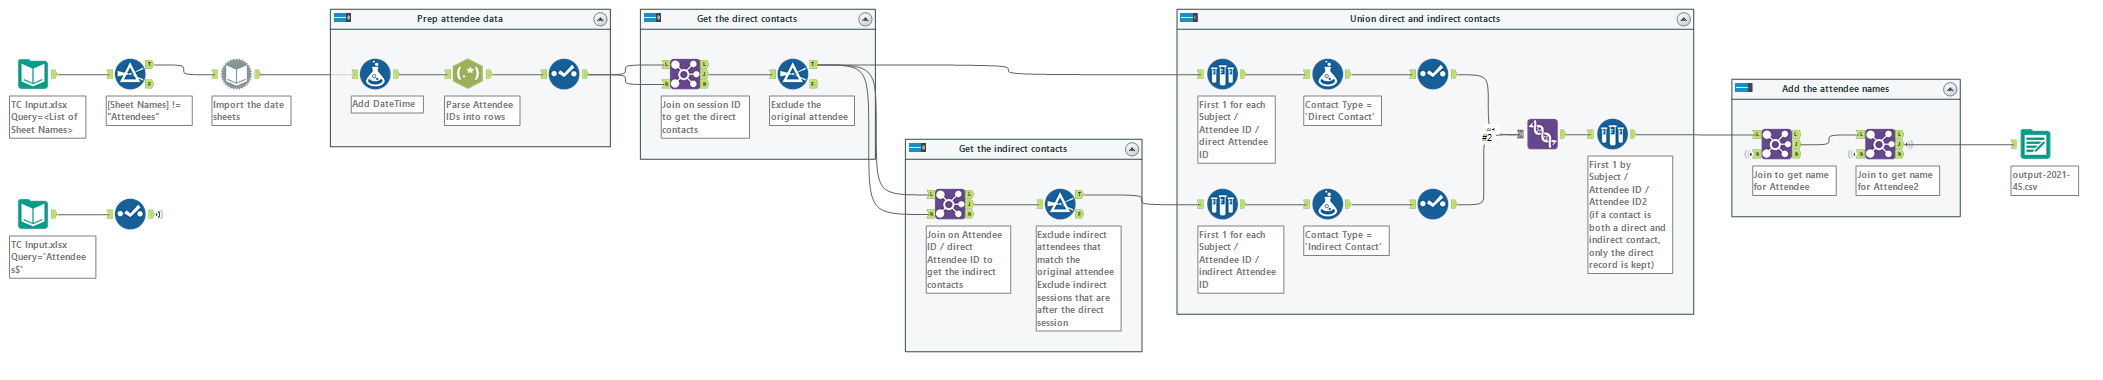 Prep attendee data
Get the direct contacts
Union direct and indirect contacts
TC Input.xlsx
Query=<List of
Sheet Names>
[Sheet Names] !=
"Attendees"
Import the date
sheets
Add DateTime
Parse Attendee
IDs into rows
Join on session ID
to get the direct
contacts
Exclude the
original attendee
First 1 for each
Subject /
Attendee ID /
direct Attendee
ID
Contact Type =
'Direct Contact'
#2
Add the attendee names
Join to get name
for Attendee
Join to get name
for Attendee2
output-2021-
45.csv
First 1 by
Subject /
Attendee ID /
Attendee ID2
(if a contact is
both a direct and
indirect contact,
only the direct
record is kept)
Get the indirect contacts
Join on Attendee
ID / direct
Attendee ID to
get the indirect
contacts
Exclude indirect
attendees that
match the
original attendee
Exclude indirect
sessions that are
after the direct
session
First 1 for each
Subject /
Attendee ID /
indirect Attendee
ID
Contact Type =
'Indirect Contact'
TC Input.xlsx
Query=`Attendee
s$`